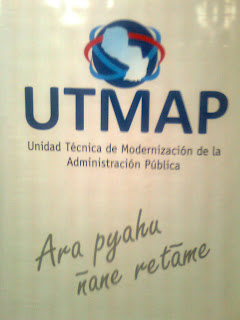 UTMAP
Unidad Técnica de Modernización de la
Administración Pública
Ara pyahu
ñane retãme